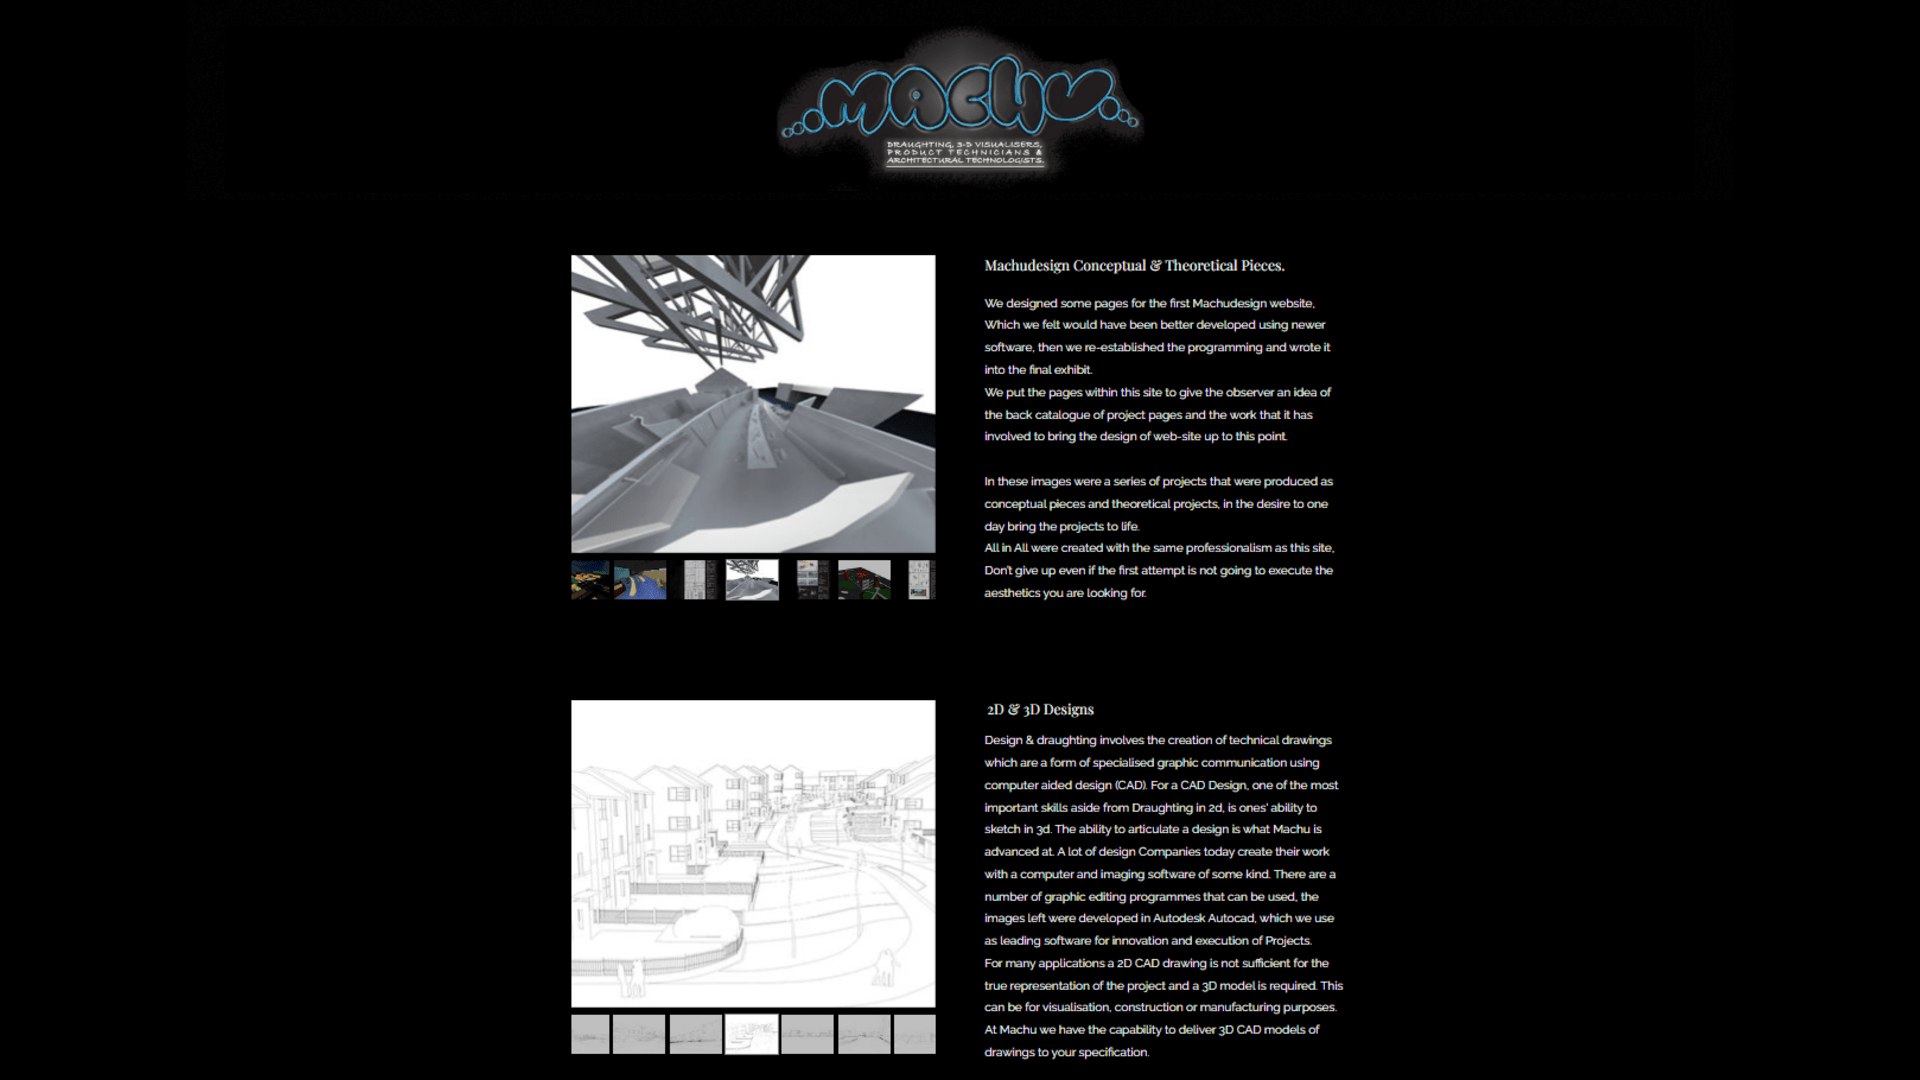 MACHU
DRAUGHTING, 3-D VISUALISERS,
PRODUCT TECHNICIANS &
ARCHITECTURAL TECHNOLOGISTS.
Machudesign Conceptual & Theoretical Pieces.
We designed some pages for the first Machudesign website,
Which we felt would have been better developed using newer
software, then we re-established the programming and wrote it
into the final exhibit.
We put the pages within this site to give the observer an idea of
the back catalogue of project pages and the work that it has
involved to bring the design of web-site up to this point.
In these images were a series of projects that were produced as
conceptual pieces and theoretical projects, in the desire to one
day bring the projects to life.
All in All were created with the same professionalism as this site,
Don't give up even if the first attempt is not going to execute the
aesthetics you are looking for.
2D & 3D Designs
Design & draughting involves the creation of technical drawings
which are a form of specialised graphic communication using
computer aided design (CAD). For a CAD Design, one of the most
important skills aside from Draughting in 2d, is ones' ability to
sketch in 3d. The ability to articulate a design is what Machu is
advanced at. A lot of design Companies today create their work
with a computer and imaging software of some kind. There are a
number of graphic editing programmes that can be used, the
images left were developed in Autodesk Autocad, which we use
as leading software for innovation and execution of Projects.
For many applications a 2D CAD drawing is not sufficient for the
true representation of the project and a 3D model is required. This
can be for visualisation, construction or manufacturing purposes.
At Machu we have the capability to deliver 3D CAD models of
drawings to your specification.